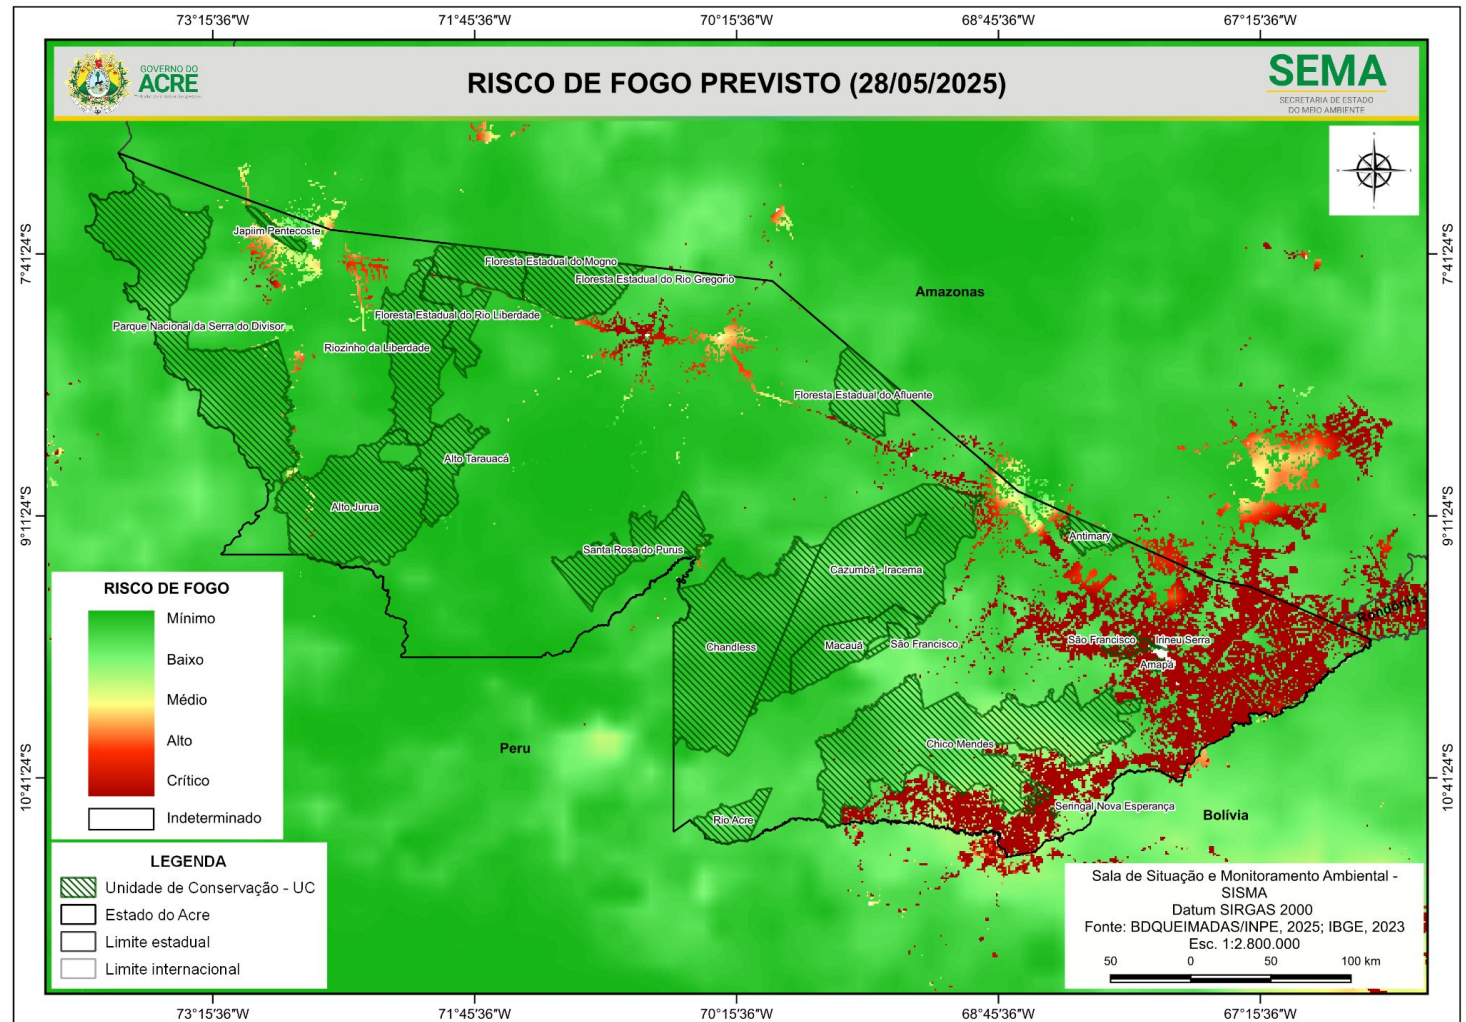 73°15'36"W
71°45'36"W
70°15'36"W
68°45'36"W
67°15'36"W
GOVERNO DO
ACRE
RISCO DE FOGO PREVISTO (28/05/2025)
SEMA
SECRETARIA DE ESTADO
DO MEIO AMBIENTE
7°41'24"S
7°41'24"S
Japiim Pentecoste
Floresta Estadual do Mogno
Floresta Estadual do Rio Gregorio
Amazonas
Floresta Estadual do Rio Liberdade
Parque Nacional da Serra do Divisor
Riozinho da Liberdade
Floresta Estadual do Afluente
Alto Tarauacá
9°11'24"S
9°11'24"S
Alto Jurua
Antimary
Santa Rosa do Purus
Cazumbá - Iracema
Rondonia
Chandless
Macauã
São Francisco
São Francisco
Irineu Serra
Amapá
Peru
Chico Mendes
10°41'24"S
10°41'24"S
Seringal Nova Esperança
Rio Acre
Bolívia
RISCO DE FOGO
Mínimo
Baixo
Médio
Alto
Crítico
Indeterminado
LEGENDA
Unidade de Conservação - UC
Estado do Acre
Limite estadual
Limite internacional
Sala de Situação e Monitoramento Ambiental -
SISMA
Datum SIRGAS 2000
Fonte: BDQUEIMADAS/INPE, 2025; IBGE, 2023
Esc. 1:2.800.000
50 0 50 100 km
73°15'36"W
71°45'36"W
70°15'36"W
68°45'36"W
67°15'36"W